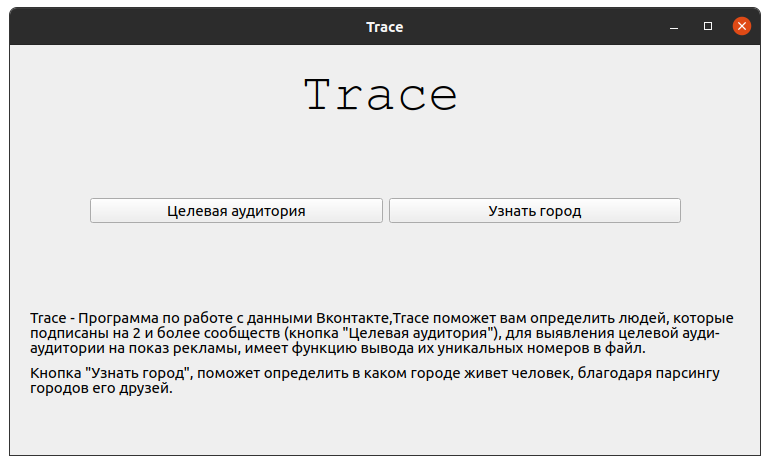 Trace
Trace
Целевая аудитория
Узнать город
Trace - Программа по работе с данными Вконтакте,Trace поможет вам определить людей, которые
подписаны на 2 и более сообществ (кнопка "Целевая аудитория"), для выявления целевой ауди-
аудитории на показ рекламы, имеет функцию вывода их уникальных номеров в файл.
Кнопка "Узнать город", поможет определить в каком городе живет человек, благодаря парсингу
городов его друзей.